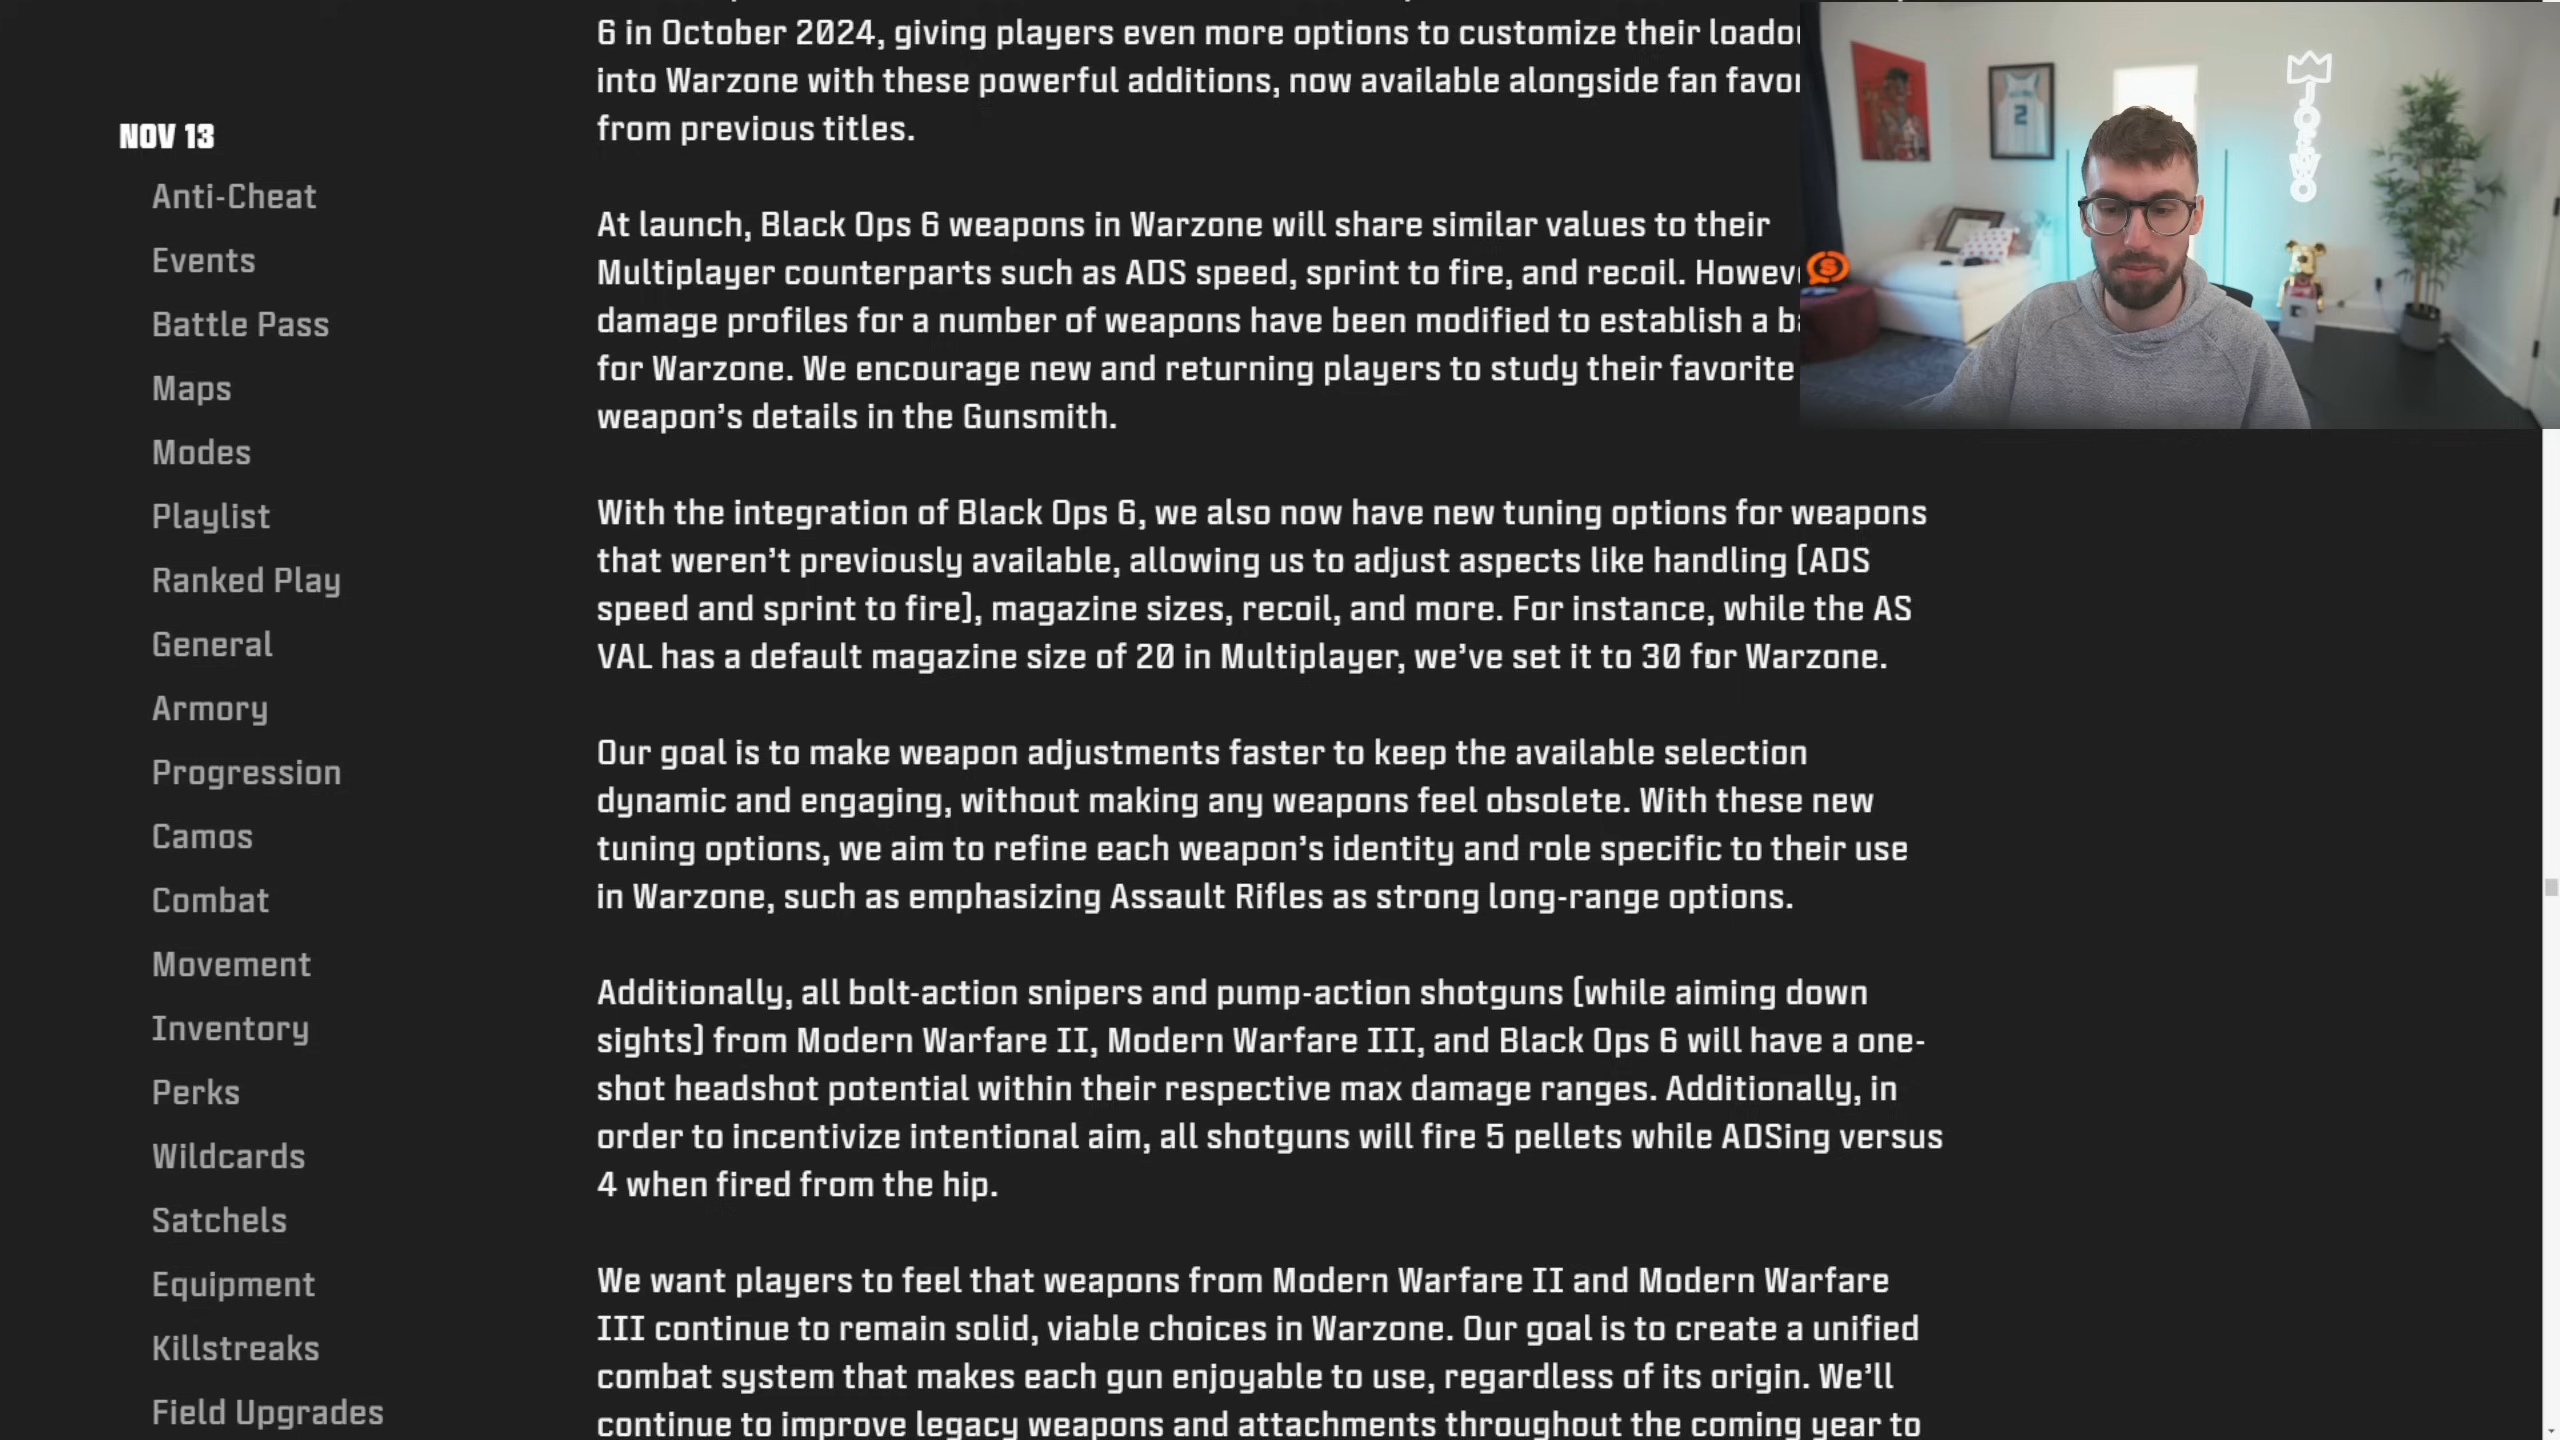 6 in October 2024, giving players even more options to customize their
into Warzone with these powerful additions, now available alongside fan
from previous titles.
NOV 13
Anti-Cheat
Events
Battle Pass
Maps
Modes
Playlist
Ranked Play
General
Armory
Progression
Camos
Combat
Movement
Inventory
Perks
Wildcards
Satchels
Equipment
Killstreaks
Field Upgrades
At launch, Black Ops 6 weapons in Warzone will share similar values to their
Multiplayer counterparts such as ADS speed, sprint to fire, and recoil.
damage profiles for a number of weapons have been modified to establish a
for Warzone. We encourage new and returning players to study their favorite
weapon's details in the Gunsmith.
With the integration of Black Ops 6, we also now have new tuning options for weapons
that weren't previously available, allowing us to adjust aspects like handling [ADS
speed and sprint to fire], magazine sizes, recoil, and more. For instance, while the AS
VAL has a default magazine size of 20 in Multiplayer, we've set it to 30 for Warzone.
Our goal is to make weapon adjustments faster to keep the available selection
dynamic and engaging, without making any weapons feel obsolete. With these new
tuning options, we aim to refine each weapon's identity and role specific to their use
in Warzone, such as emphasizing Assault Rifles as strong long-range options.
Additionally, all bolt-action snipers and pump-action shotguns [while aiming down
sights] from Modern Warfare II, Modern Warfare III, and Black Ops 6 will have a one-
shot headshot potential within their respective max damage ranges. Additionally, in
order to incentivize intentional aim, all shotguns will fire 5 pellets while ADSing versus
4 when fired from the hip.
We want players to feel that weapons from Modern Warfare II and Modern Warfare
III continue to remain solid, viable choices in Warzone. Our goal is to create a unified
combat system that makes each gun enjoyable to use, regardless of its origin. We'll
continue to improve legacy weapons and attachments throughout the coming year to
2